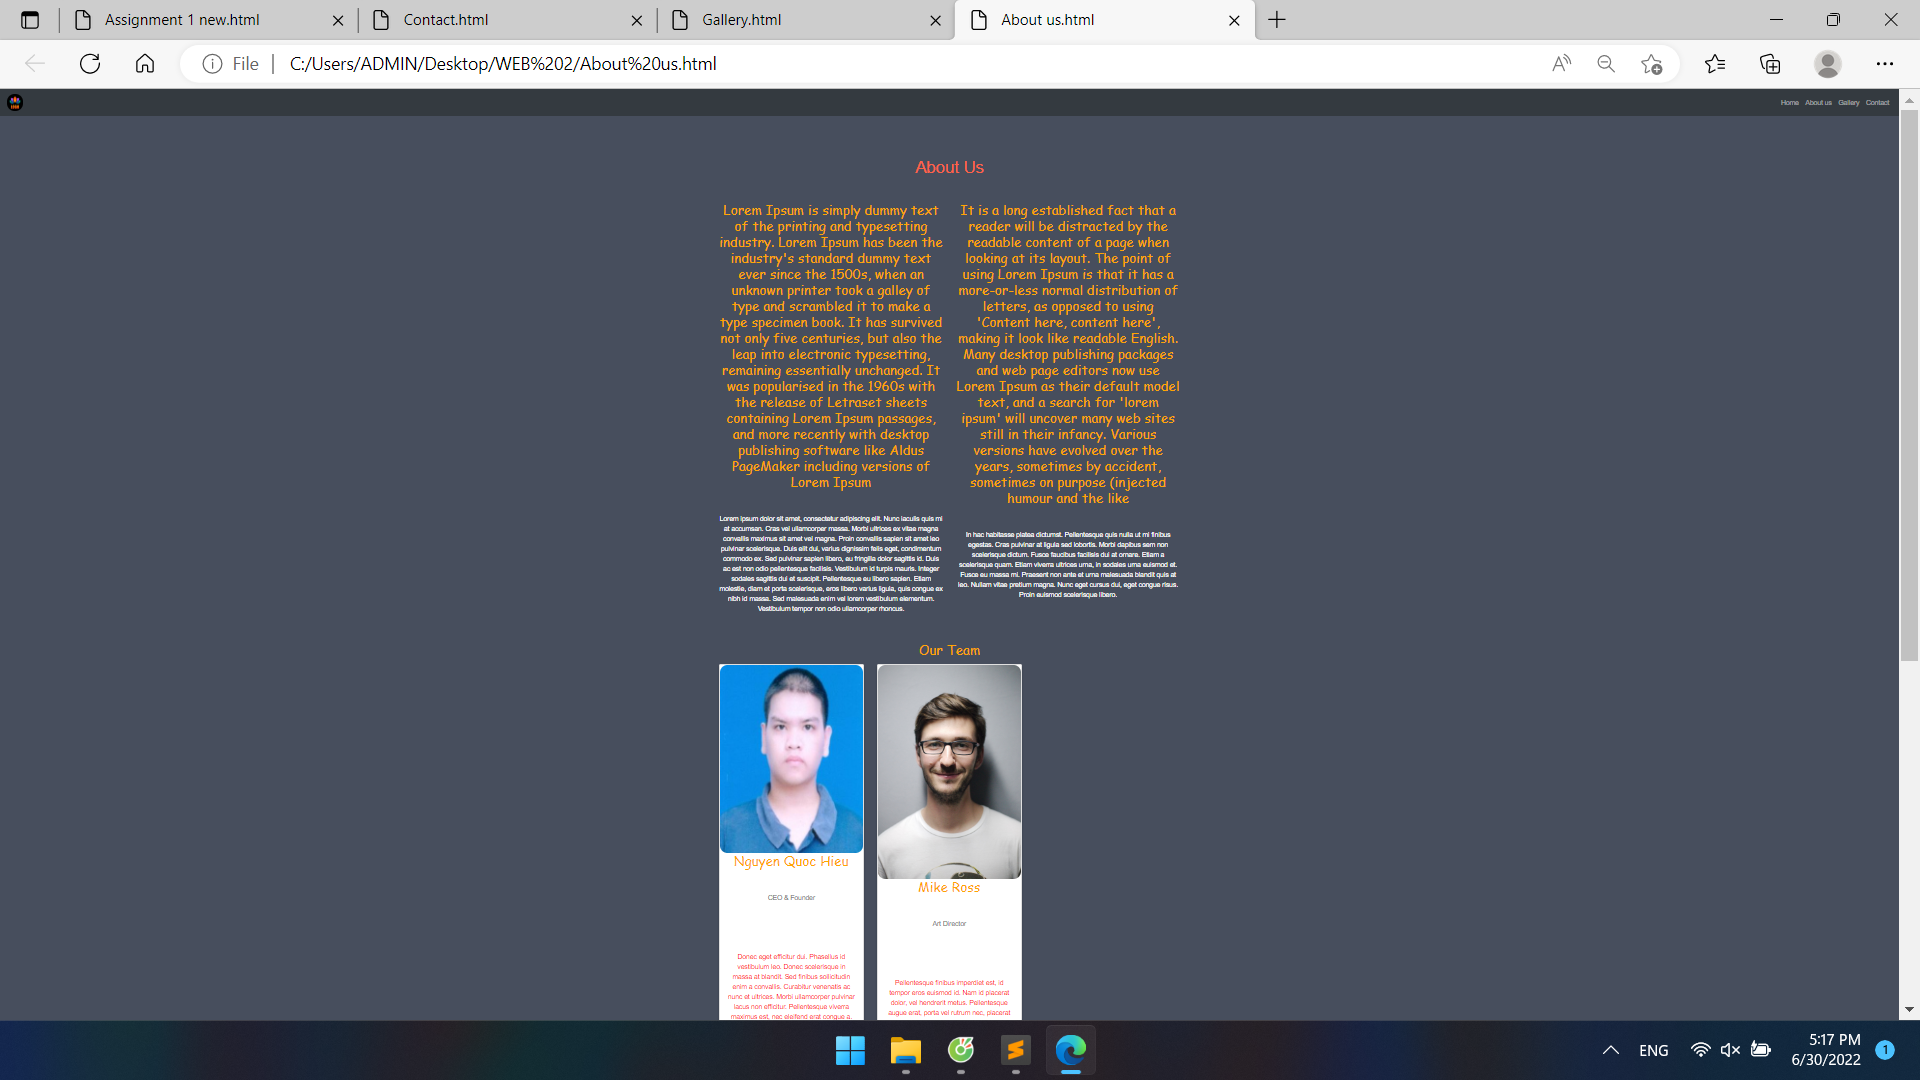 Assignment 1 new.html
Contact.html
Gallery.html
About us.html
File
C:/Users/ADMIN/Desktop/WEB%202/About%20us.html
Home About us Gallery Contact
About Us
Lorem Ipsum is simply dummy text
of the printing and typesetting
industry. Lorem Ipsum has been the
industry's standard dummy text
ever since the 1500s, when an
unknown printer took a galley of
type and scrambled it to make a
type specimen book. It has survived
not only five centuries, but also the
leap into electronic typesetting,
remaining essentially unchanged. It
was popularised in the 1960s with
the release of Letraset sheets
containing Lorem Ipsum passages,
and more recently with desktop
publishing software like Aldus
PageMaker including versions of
Lorem Ipsum
Lorem ipsum dolor sit amet, consectetur adipiscing elit. Nunc iaculis quis mi
at accumsan. Cras vel ullamcorper massa. Morbi ultrices ex vitae magna
convallis maximus sit amet vel magna. Proin convallis sapien sit amet leo
pulvinar scelerisque. Duis elit dui, varius dignissim felis eget, condimentum
commodo ex. Sed pulvinar sapien libero, eu fringilla dolor sagittis id. Duis
ac est non odio pellentesque facilisis. Vestibulum id turpis mauris. Integer
sodales sagittis dui et suscipit. Pellentesque eu libero sapien. Etiam
molestie, diam et porta scelerisque, eros libero varius ligula, quis congue ex
nibh id massa. Sed malesuada enim vel lorem vestibulum elementum.
Vestibulum tempor non odio ullamcorper rhoncus.
It is a long established fact that a
reader will be distracted by the
readable content of a page when
looking at its layout. The point of
using Lorem Ipsum is that it has a
more-or-less normal distribution of
letters, as opposed to using
'Content here, content here',
making it look like readable English.
Many desktop publishing packages
and web page editors now use
Lorem Ipsum as their default model
text, and a search for 'lorem
ipsum' will uncover many web sites
still in their infancy. Various
versions have evolved over the
years, sometimes by accident,
sometimes on purpose (injected
humour and the like
In hac habitasse platea dictumst. Pellentesque quis nulla ut mi finibus
egestas. Cras pulvinar at ligula sed lobortis. Morbi dapibus sem non
scelerisque dictum. Fusce faucibus facilisis dui at ornare. Etiam a
scelerisque quam. Etiam viverra ultrices urna, in sodales urna euismod et.
Fusce eu massa mi. Praesent non ante et urna malesuada blandit quis at
leo. Nullam vitae pretium magna. Nunc eget cursus dui, eget congue risus.
Proin euismod scelerisque libero.
Our Team
Nguyen Quoc Hieu
CEO & Founder
Donec eget efficitur dui. Phasellus id
vestibulum leo. Donec scelerisque in
massa at blandit. Sed finibus sollicitudin
enim a convallis. Curabitur venenatis ac
nunc et ultrices. Morbi ullamcorper pulvinar
lacus non efficitur. Pellentesque viverra
maximus est, nec eleifend erat congue a.
Mike Ross
Art Director
Pellentesque finibus imperdiet est, id
tempor eros euismod id. Nam id placerat
dolor, vel hendrerit metus. Pellentesque
augue erat, porta vel rutrum nec, placerat
ENG
5:17 PM
6/30/2022
1